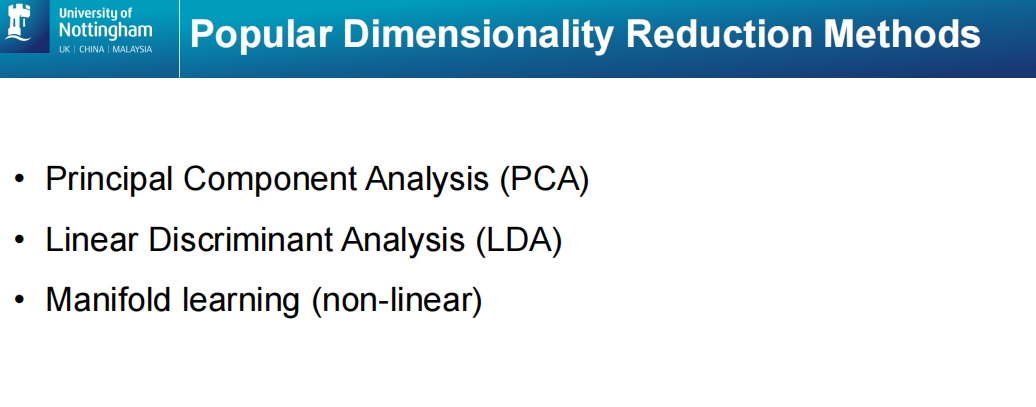 University of
Nottingham
UK | CHINA | MALAYSIA
Popular Dimensionality Reduction Methods
• Principal Component Analysis (PCA)
• Linear Discriminant Analysis (LDA)
• Manifold learning (non-linear)